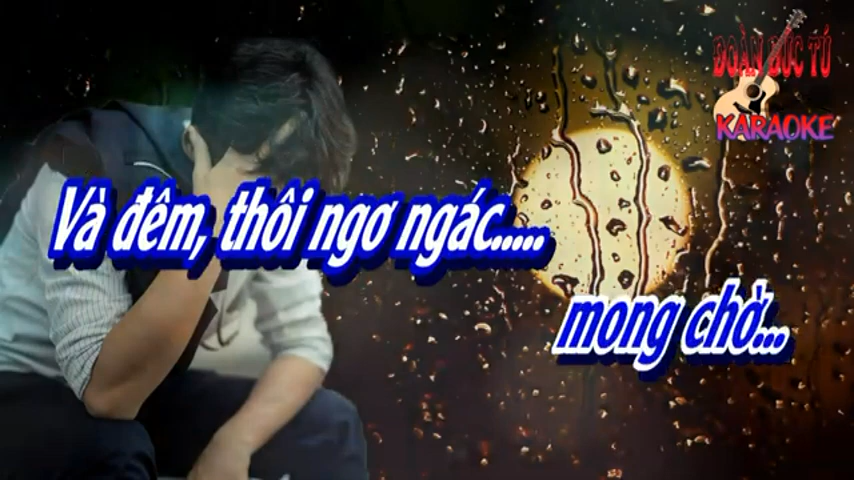 ĐOÀN ĐỨC TÚ
KARAOKE
Và đêm, thôi ngơ ngác.....
mong chờ...